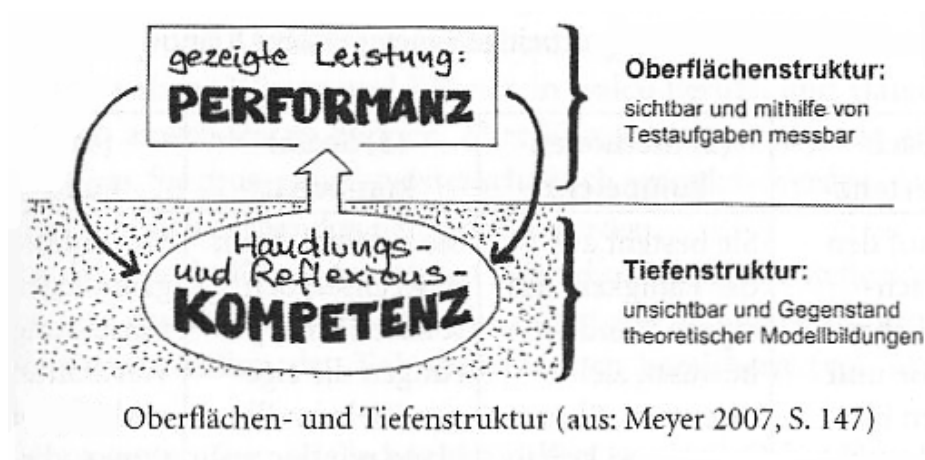 gezeigte Leistung:
PERFORMANZ
Oberflächenstruktur:
sichtbar und mithilfe von
Testaufgaben messbar
Handlungs-
und Reflexions-
KOMPETENZ
Tiefenstruktur:
unsichtbar und Gegenstand
theoretischer Modellbildungen
Oberflächen- und Tiefenstruktur (aus: Meyer 2007, S. 147)